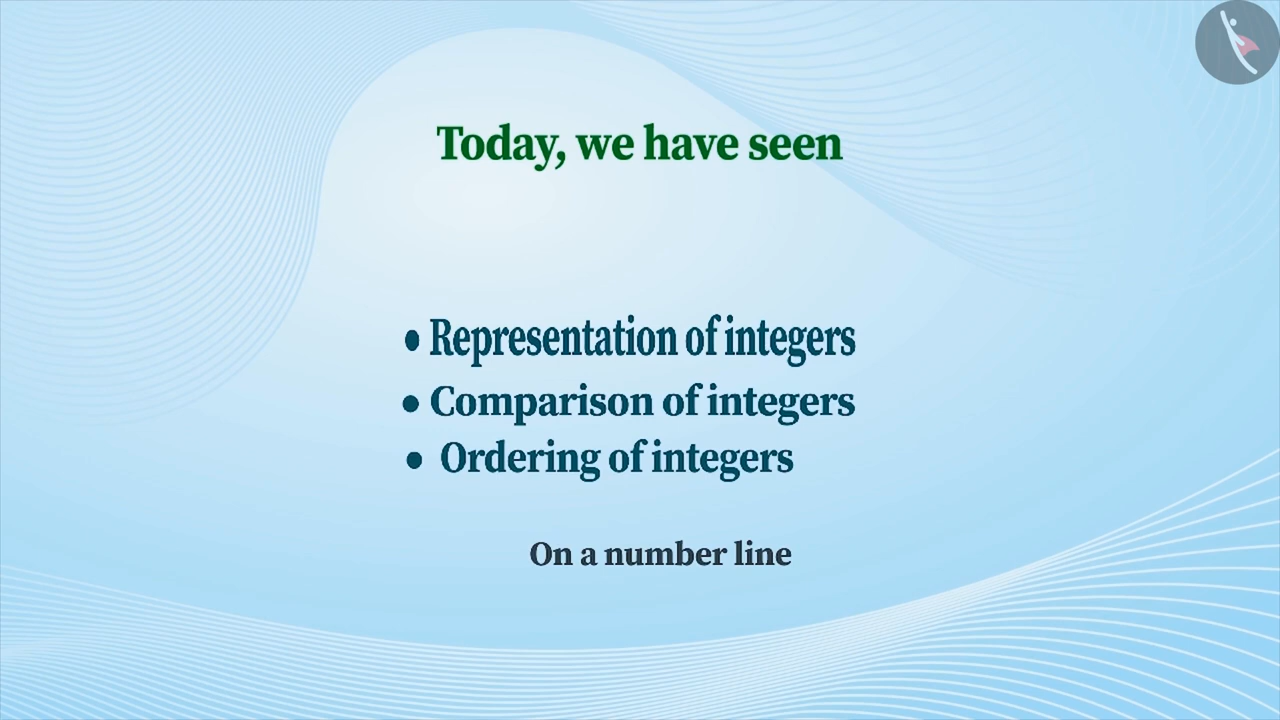 Today, we have seen
• Representation of integers
• Comparison of integers
• Ordering of integers
On a number line